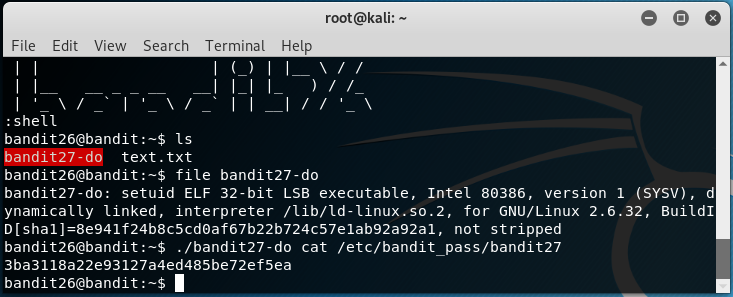 root@kali: ~
File Edit View Search Terminal Help
| |                     | (_) | |__ \ / /
| |__   __ _ _ __   __| |_| |_   ) / /_
| '_ \ / _` | '_ \ / _` | | __| / / '_ \
:shell
bandit26@bandit:~$ ls
bandit27-do  text.txt
bandit26@bandit:~$ file bandit27-do
bandit27-do: setuid ELF 32-bit LSB executable, Intel 80386, version 1 (SYSV), d
ynamically linked, interpreter /lib/ld-linux.so.2, for GNU/Linux 2.6.32, BuildI
D[sha1]=8e941f24b8c5cd0af67b22b724c57e1ab92a92a1, not stripped
bandit26@bandit:~$ ./bandit27-do cat /etc/bandit_pass/bandit27
3ba3118a22e93127a4ed485be72ef5ea
bandit26@bandit:~$